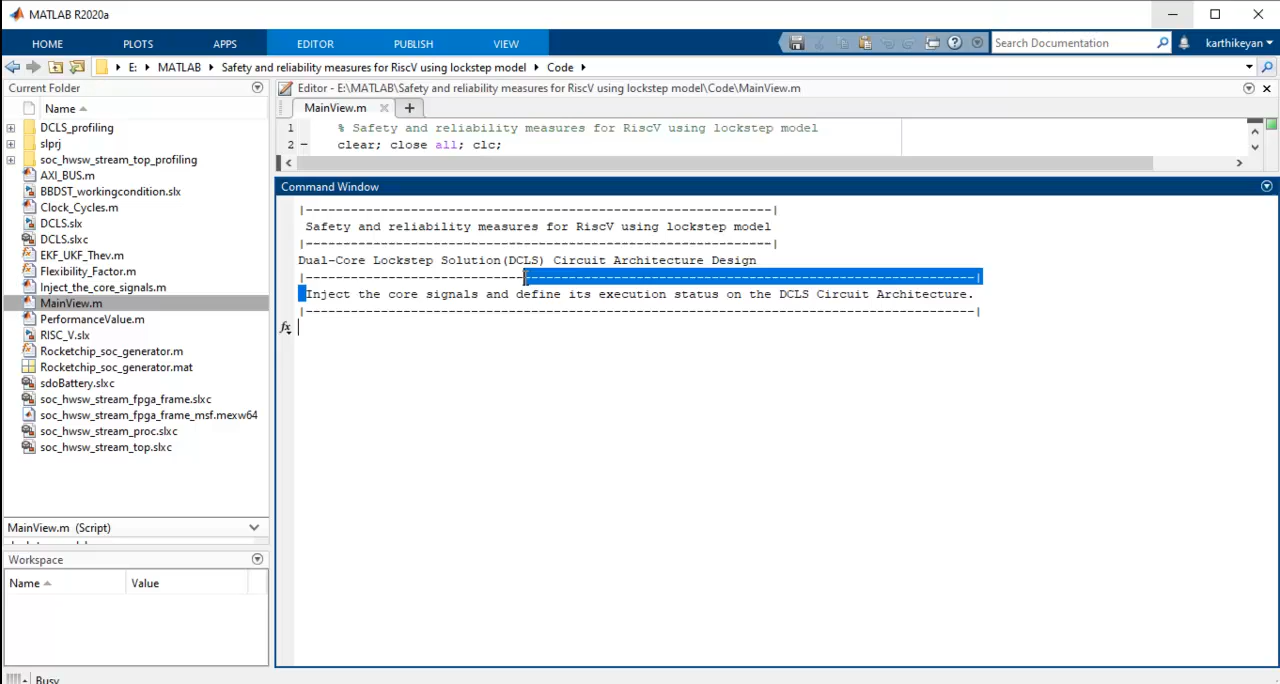 MATLAB R2020a
HOME PLOTS APPS EDITOR PUBLISH VIEW Search Documentation karthikeyan
E: MATLAB Safety and reliability measures for RiscV using lockstep model Code
Current Folder
Name
DCLS_profiling
slprj
soc_hwsw_stream_top_profiling
AXI_BUS.m
BBDST_workingcondition.slx
Clock_Cycles.m
DCLS.slx
DCLS.slxc
EKF_UKF_Thev.m
Flexibility_Factor.m
Inject_the_core_signals.m
MainView.m
PerformanceValue.m
RISC_V.slx
Rocketchip_soc_generator.m
Rocketchip_soc_generator.mat
sdoBattery.slxc
soc_hwsw_stream_fpga_frame.slxc
soc_hwsw_stream_fpga_frame_msf.mexw64
soc_hwsw_stream_proc.slxc
soc_hwsw_stream_top.slxc
MainView.m (Script)
Workspace
Name Value
Busy
Editor - E:\MATLAB\Safety and reliability measures for RiscV using lockstep model\Code\MainView.m
MainView.m
1 % Safety and reliability measures for RiscV using lockstep model
2 – clear; close all; clc;
Command Window
|---------------------------------------------------------------|
Safety and reliability measures for RiscV using lockstep model
|---------------------------------------------------------------|
Dual-Core Lockstep Solution(DCLS) Circuit Architecture Design
|------------------------------------------------------------------------------------------|
Inject the core signals and define its execution status on the DCLS Circuit Architecture.
|------------------------------------------------------------------------------------------|
fx